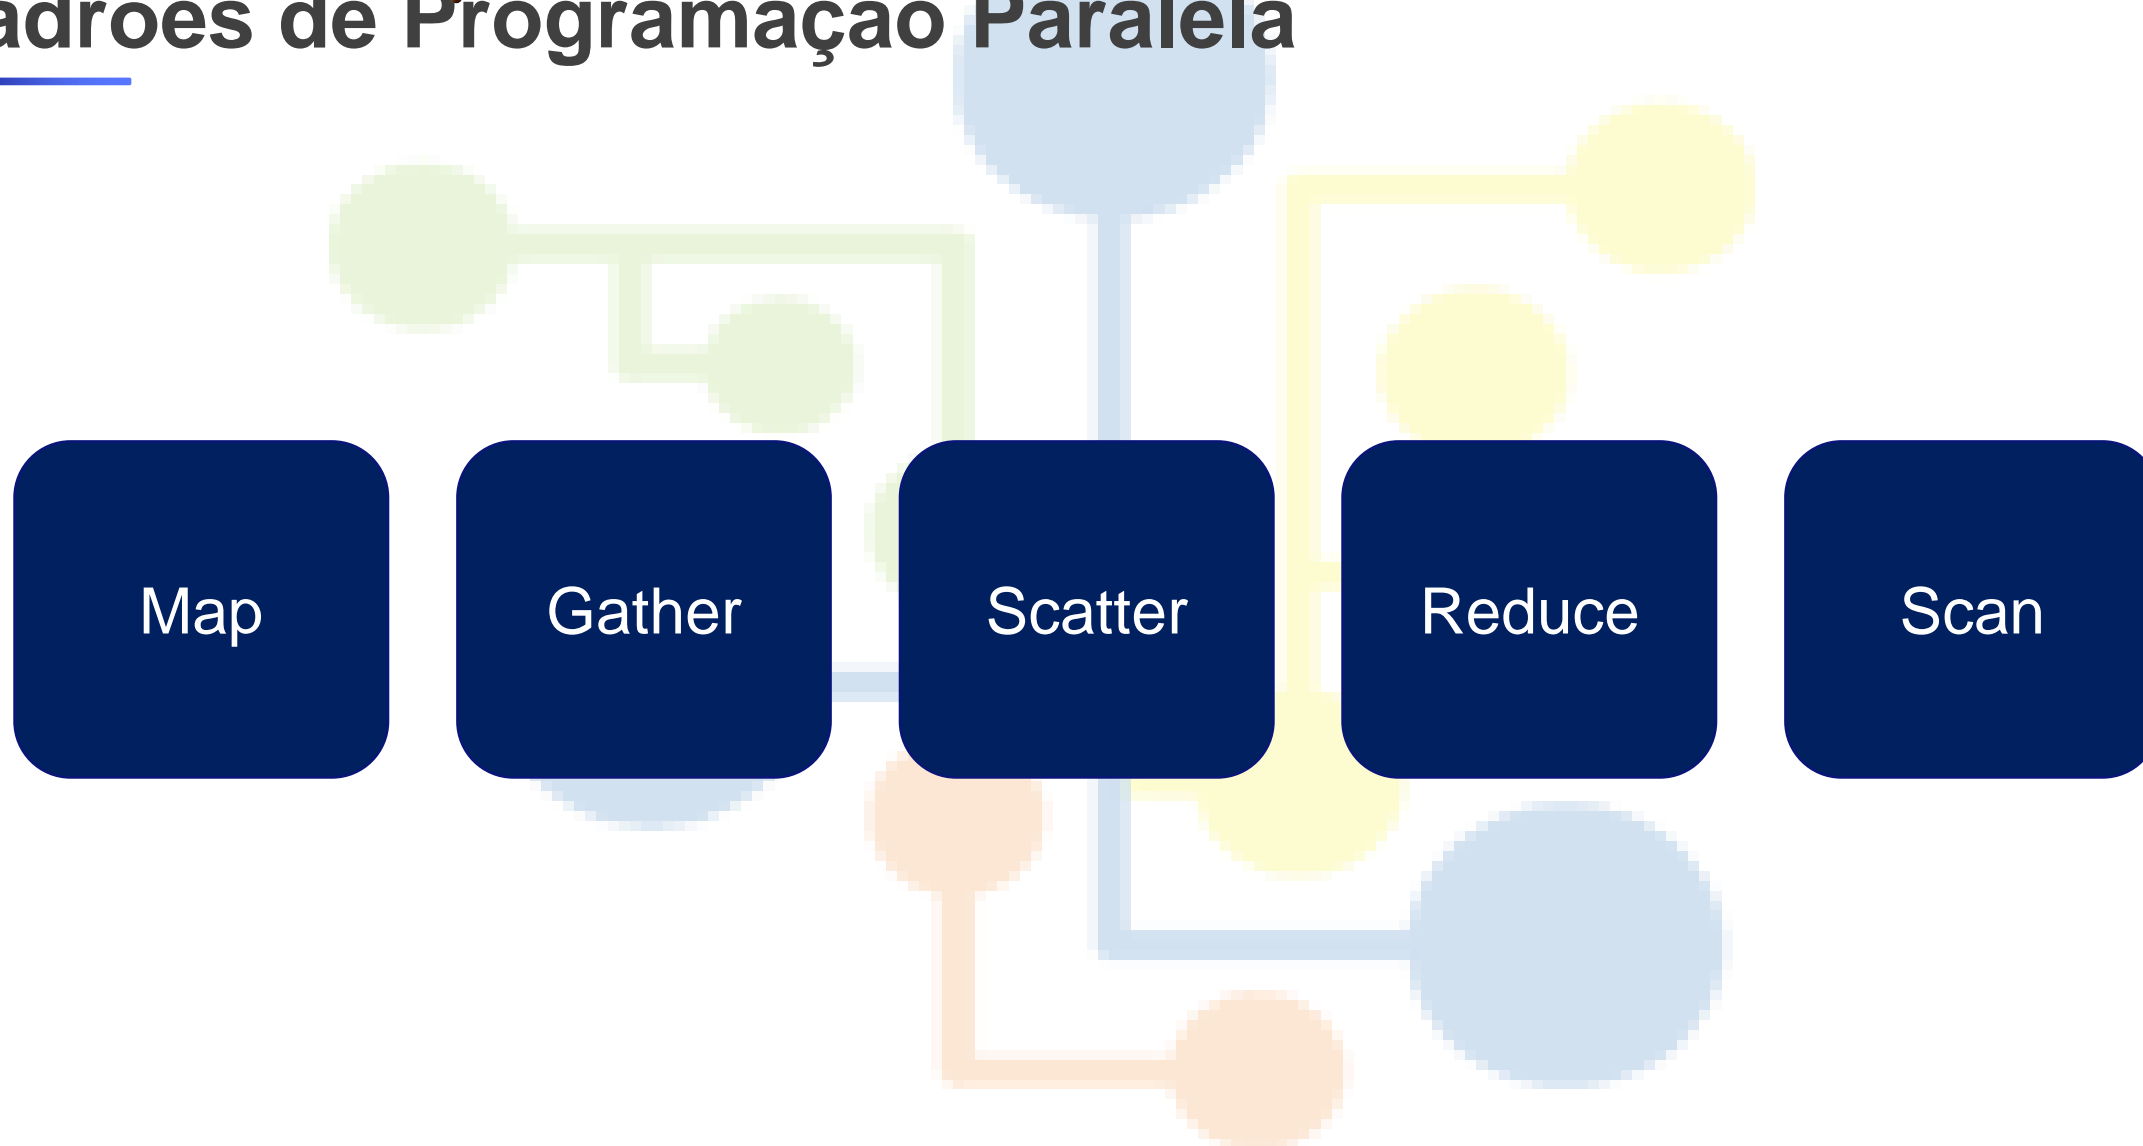 adrões de Programação Paralela
Map
Gather
Scatter
Reduce
Scan